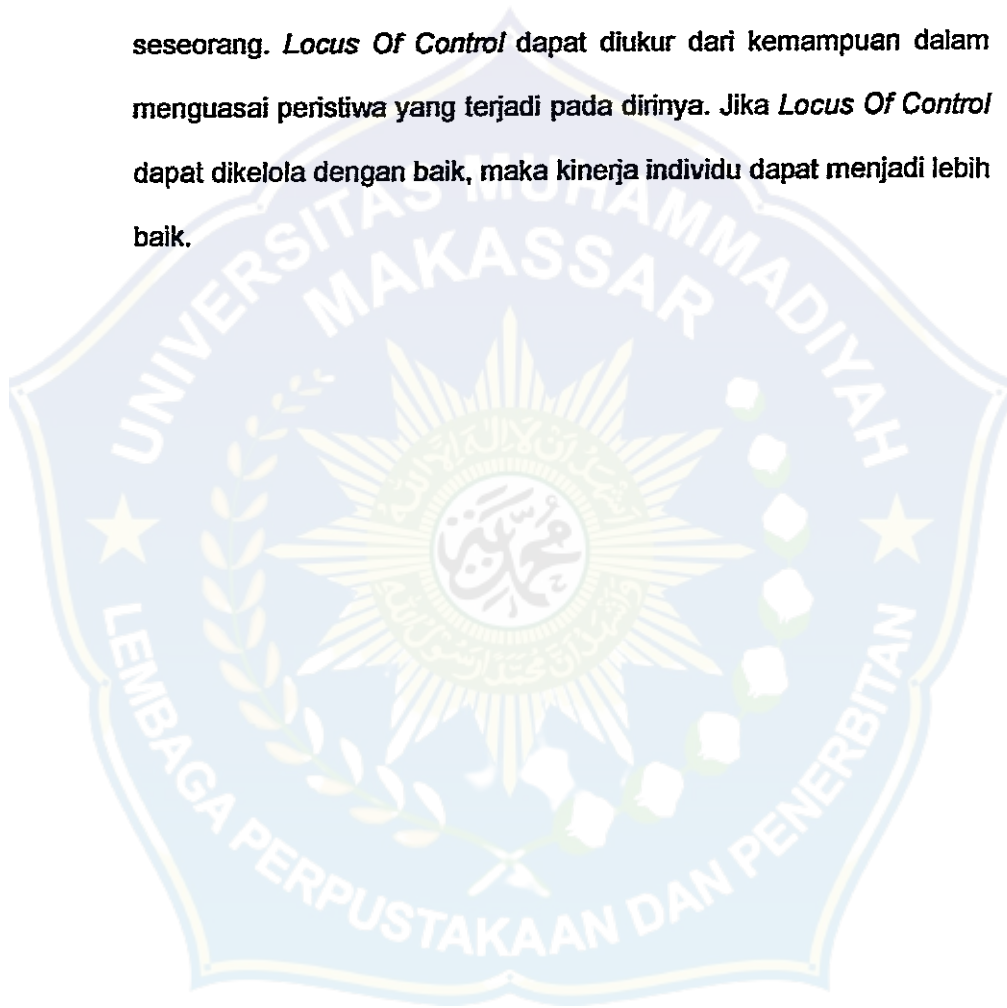 seseorang. Locus Of Control dapat diukur dari kemampuan dalam
menguasai peristiwa yang terjadi pada dirinya. Jika Locus Of Control
dapat dikelola dengan baik, maka kinerja individu dapat menjadi lebih
baik.
UNIVERSITAS MUHAMMADIYAH
MAKASSAR
LEMBAGA PERPUSTAKAAN DAN PENERBITAN